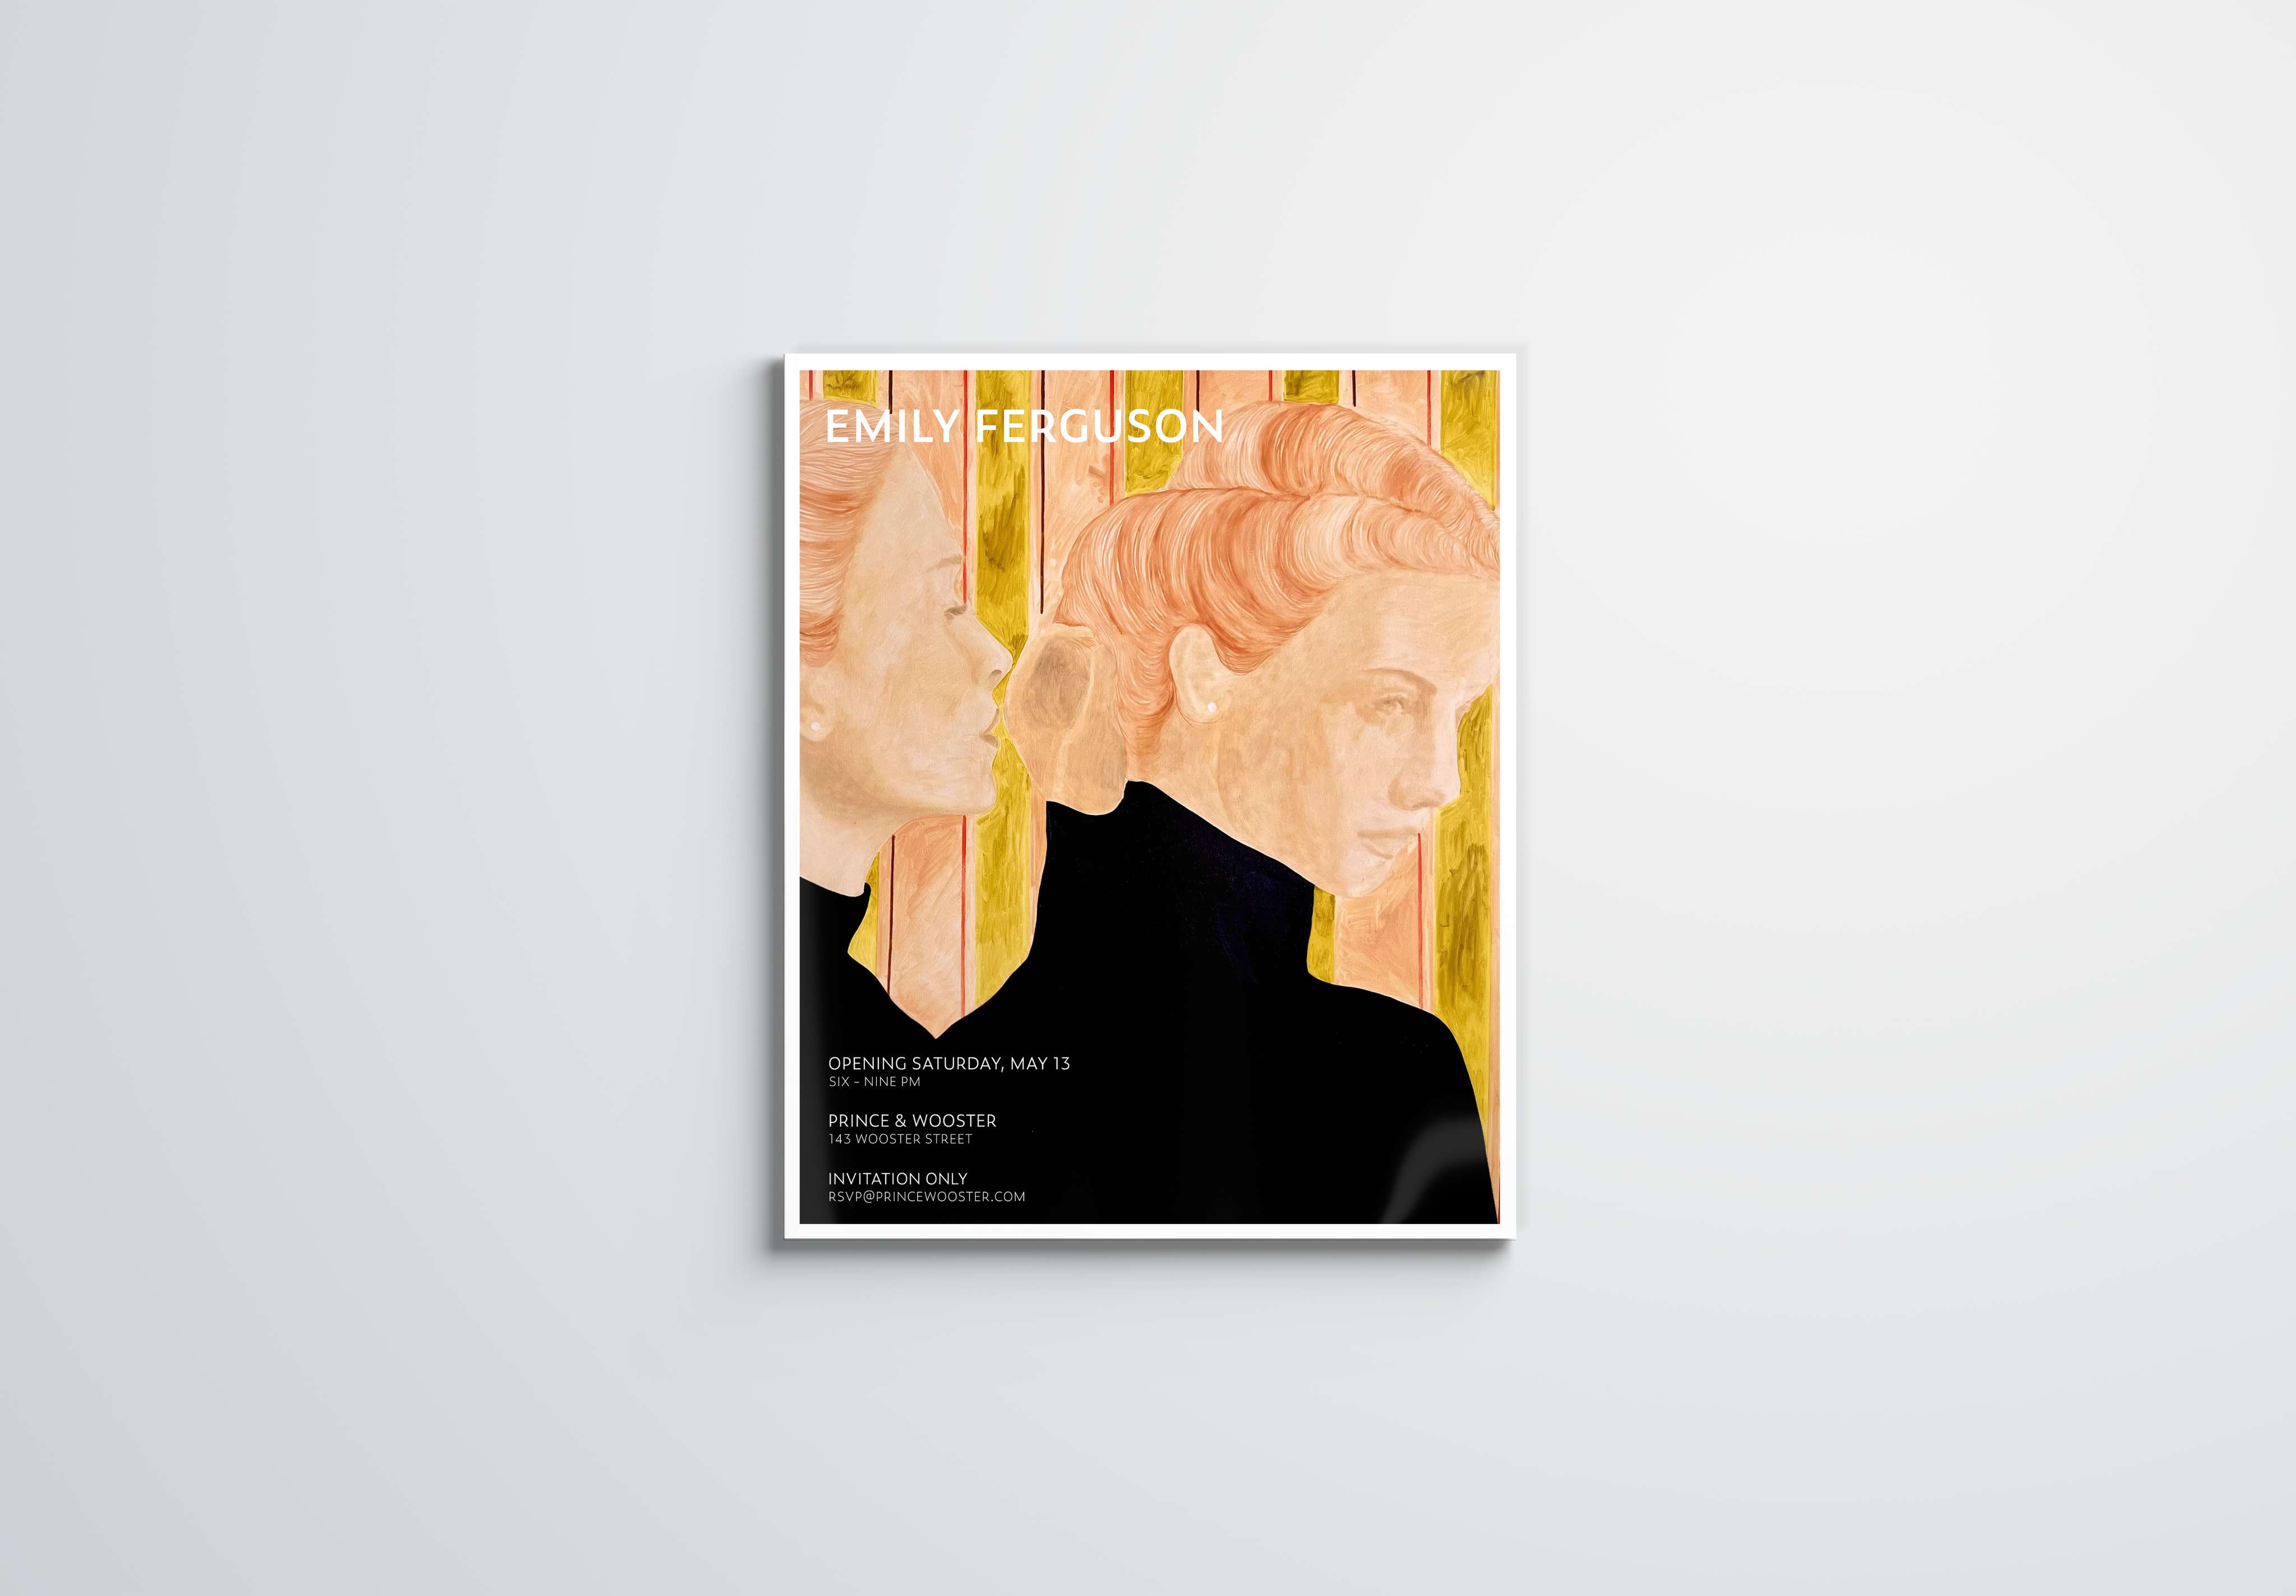 EMILY FERGUSON
OPENING SATURDAY, MAY 13
SIX - NINE PM
PRINCE & WOOSTER
143 WOOSTER STREET
INVITATION ONLY
RSVP@PRINCEWOOSTER.COM